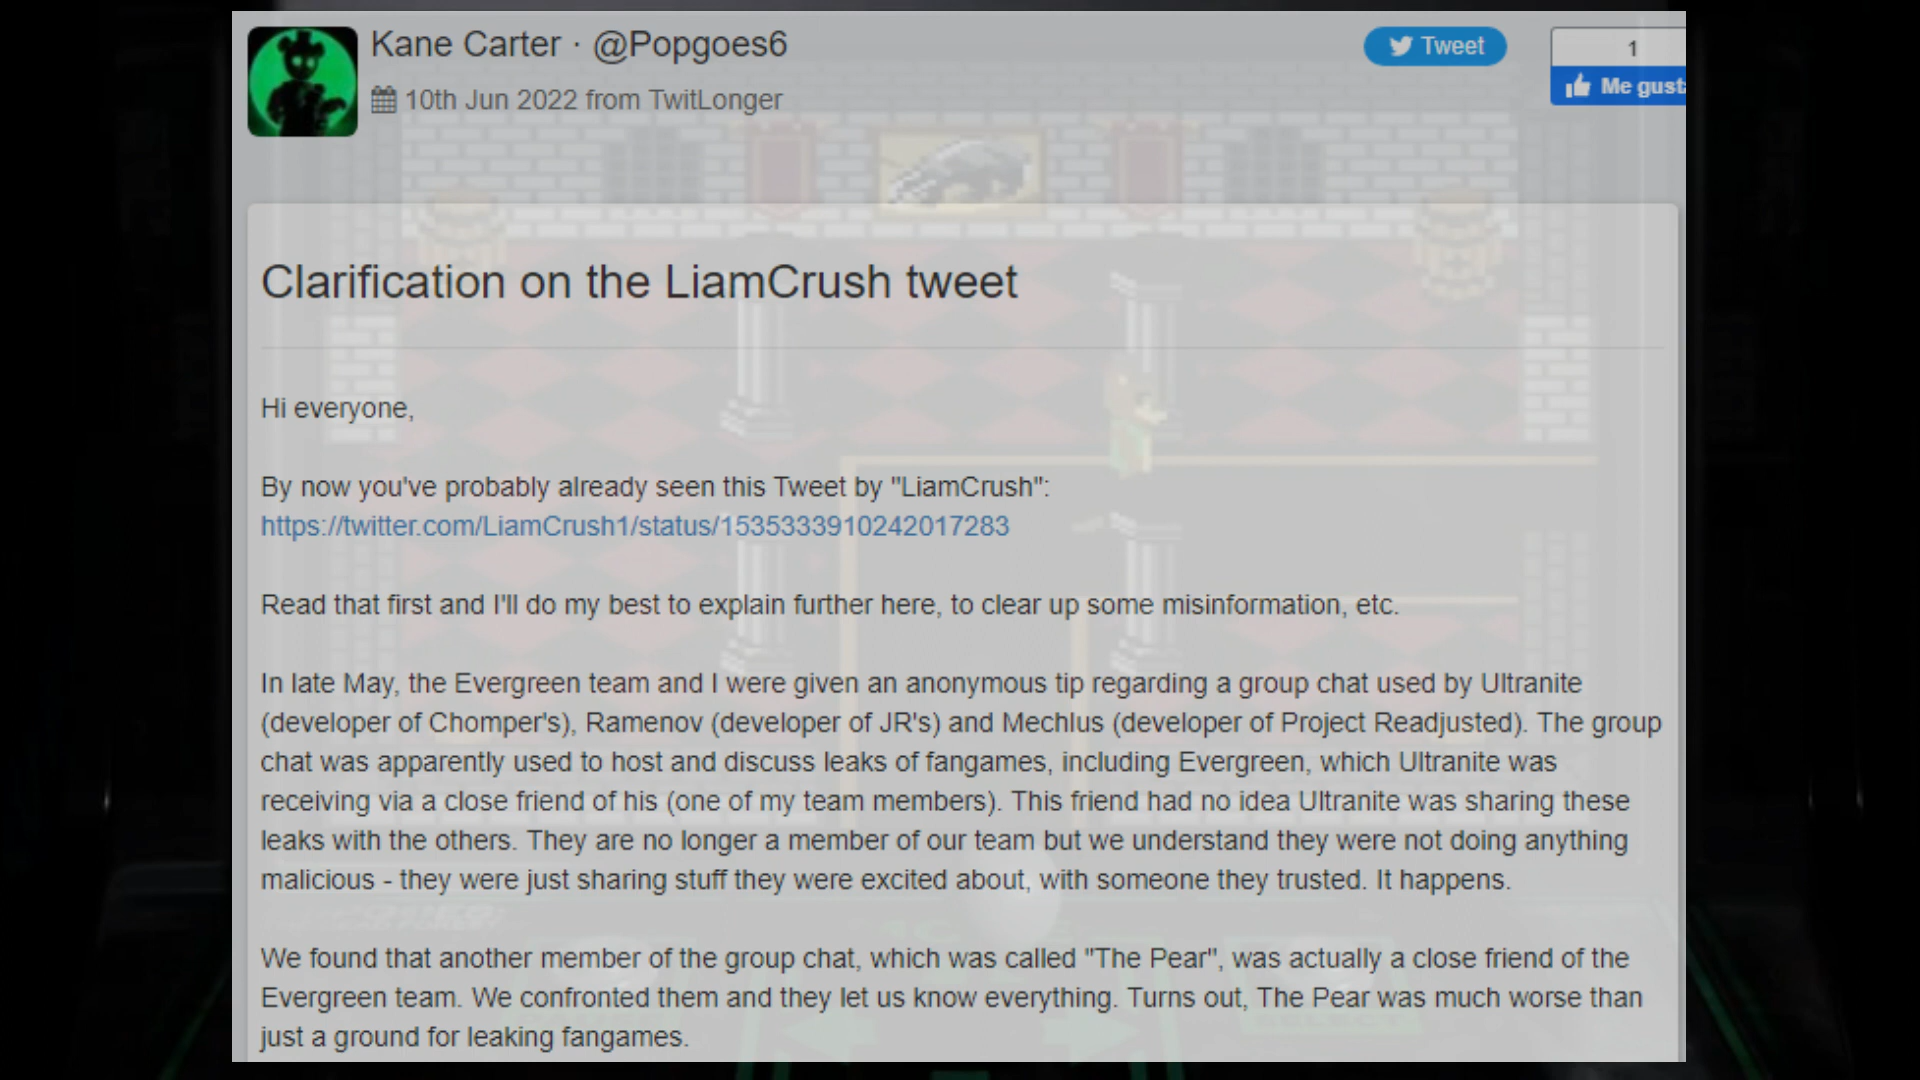 Kane Carter · @Popgoes6
Tweet
1
10th Jun 2022 from TwitLonger
Me gust
Clarification on the LiamCrush tweet
Hi everyone,
By now you've probably already seen this Tweet by "LiamCrush":
https://twitter.com/LiamCrush1/status/1535333910242017283
Read that first and I'll do my best to explain further here, to clear up some misinformation, etc.
In late May, the Evergreen team and I were given an anonymous tip regarding a group chat used by Ultranite
(developer of Chomper's), Ramenov (developer of JR's) and Mechlus (developer of Project Readjusted). The group
chat was apparently used to host and discuss leaks of fangames, including Evergreen, which Ultranite was
receiving via a close friend of his (one of my team members). This friend had no idea Ultranite was sharing these
leaks with the others. They are no longer a member of our team but we understand they were not doing anything
malicious - they were just sharing stuff they were excited about, with someone they trusted. It happens.
We found that another member of the group chat, which was called "The Pear", was actually a close friend of the
Evergreen team. We confronted them and they let us know everything. Turns out, The Pear was much worse than
just a ground for leaking fangames.